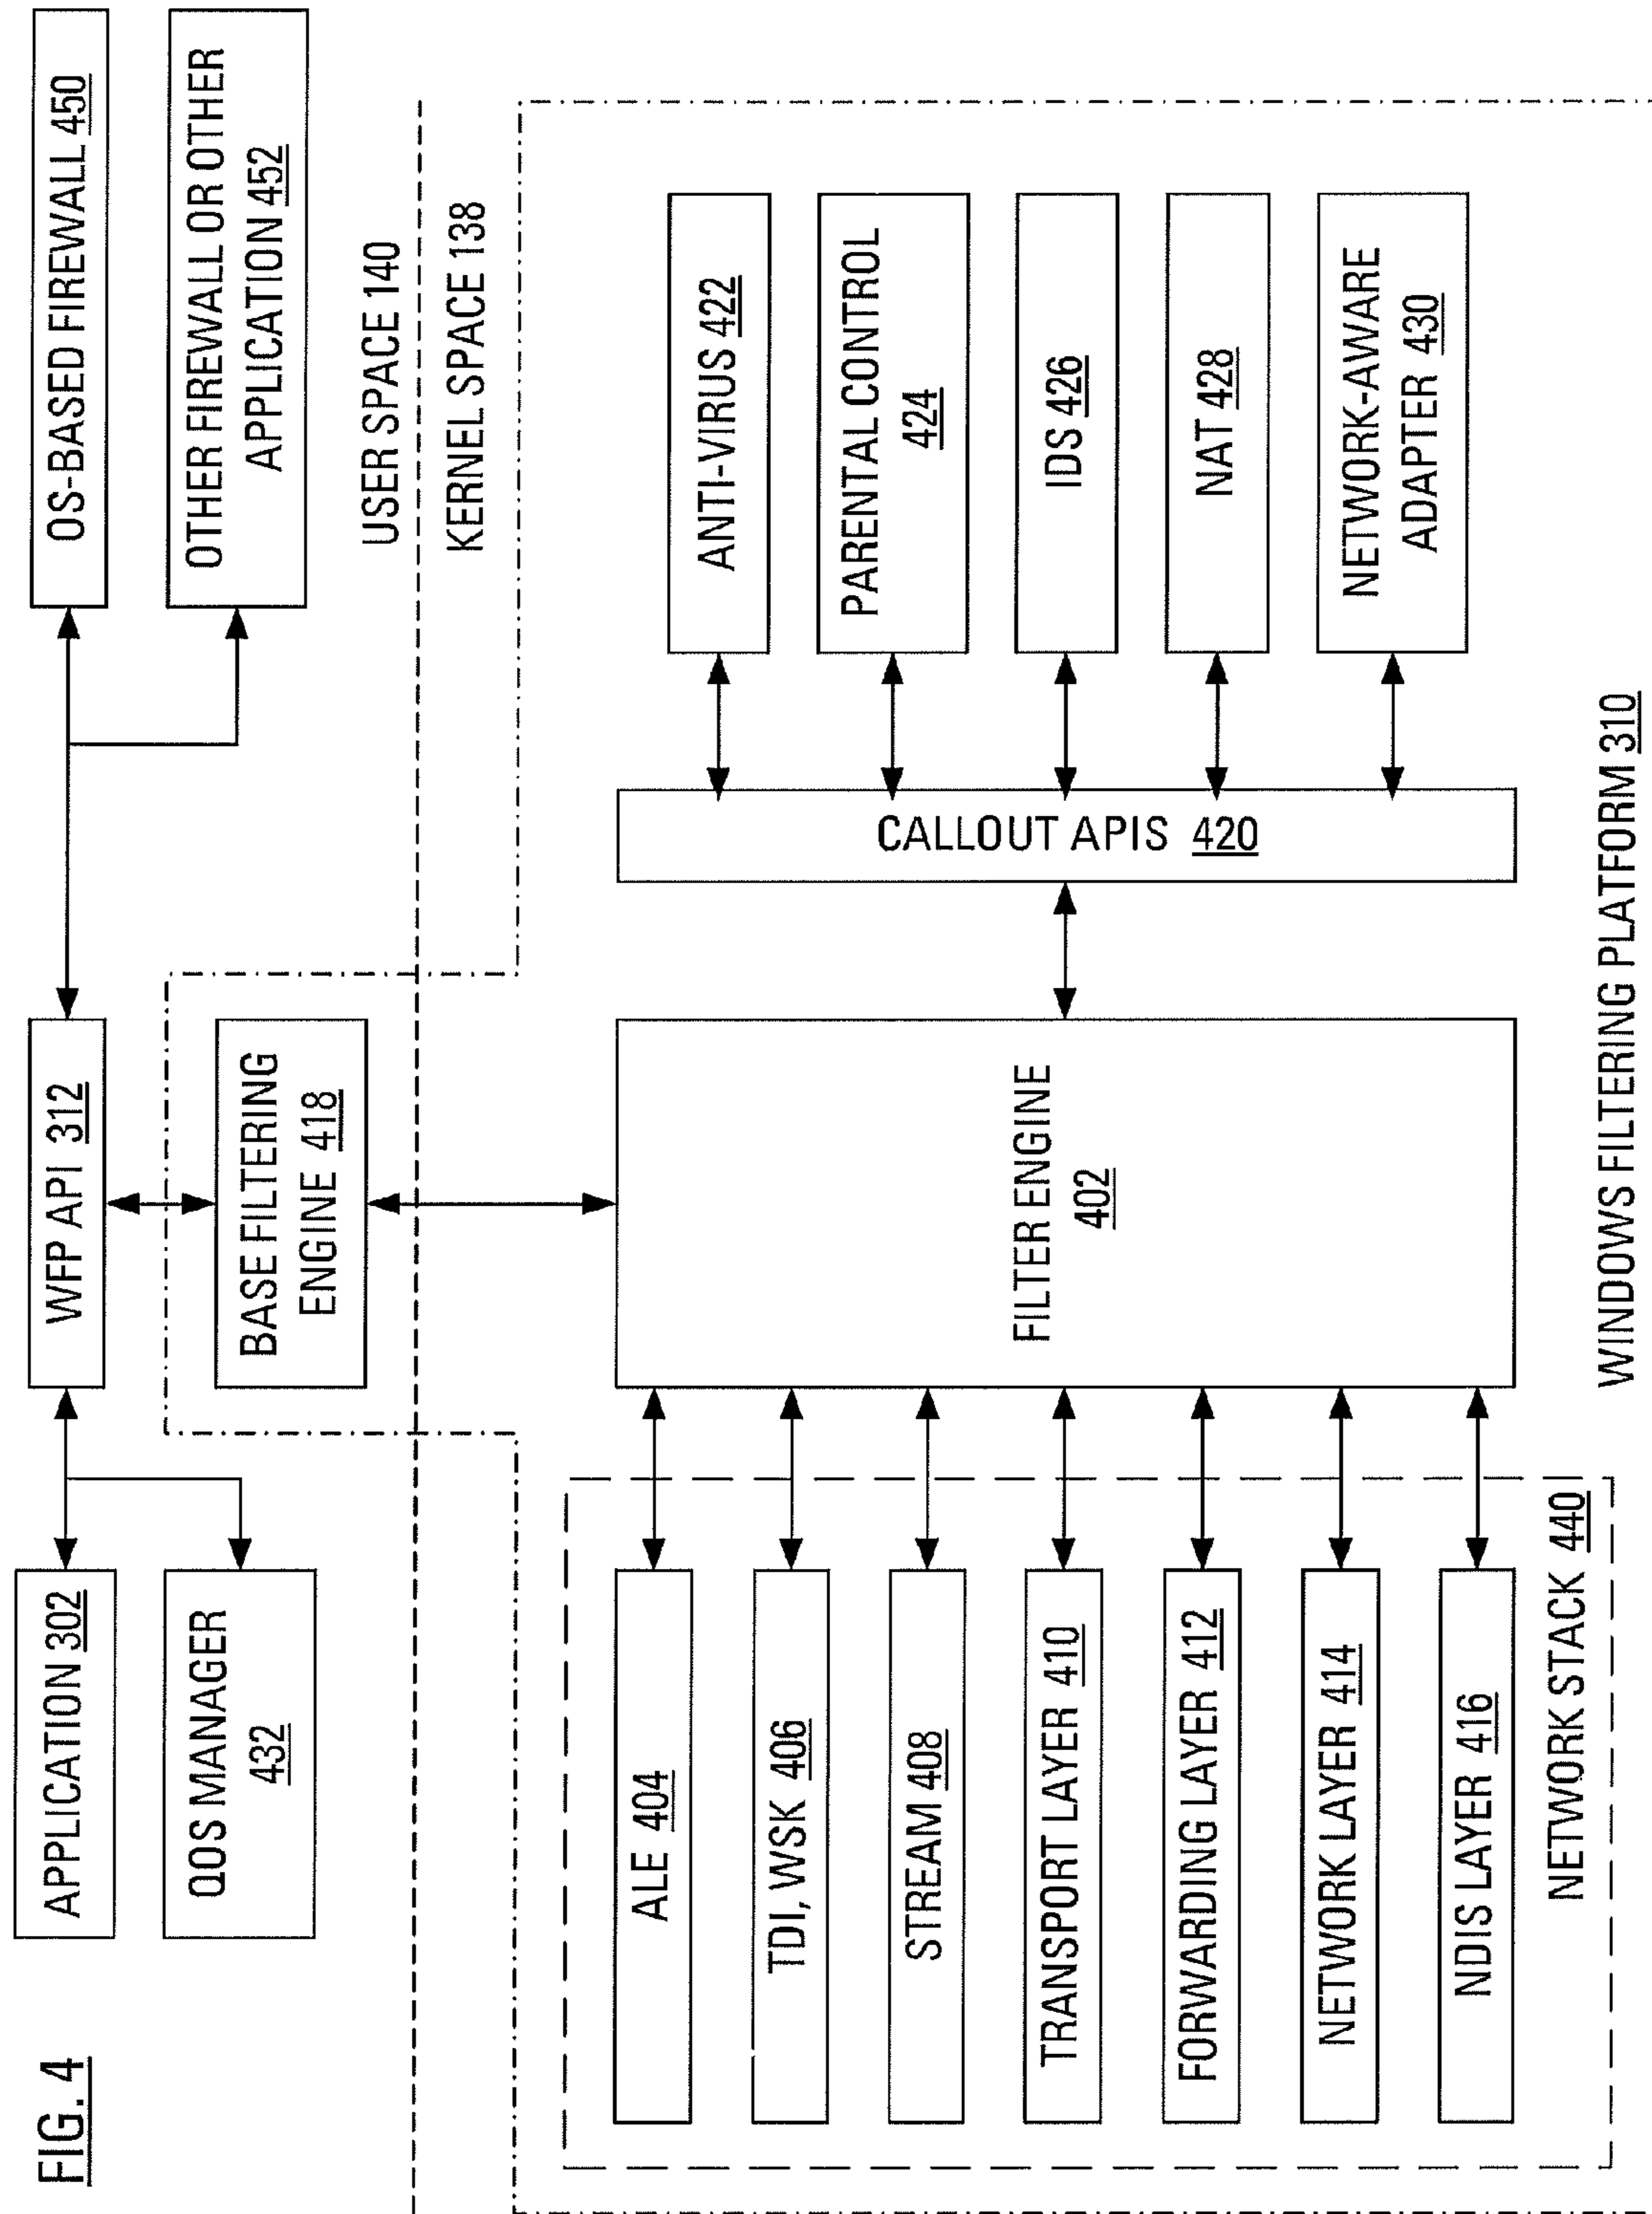 FIG. 4
APPLICATION 302
QOS MANAGER
432
WFP API 312
BASE FILTERING
ENGINE 418
OS-BASED FIREWALL 450
OTHER FIREWALL OR OTHER
APPLICATION 452
USER SPACE 140
KERNEL SPACE 138
ALE 404
TDI, WSK 406
STREAM 408
TRANSPORT LAYER 410
FORWARDING LAYER 412
NETWORK LAYER 414
NDIS LAYER 416
NETWORK STACK 440
FILTER ENGINE
402
CALLOUT APIS 420
ANTI-VIRUS 422
PARENTAL CONTROL
424
IDS 426
NAT 428
NETWORK-AWARE
ADAPTER 430
WINDOWS FILTERING PLATFORM 310